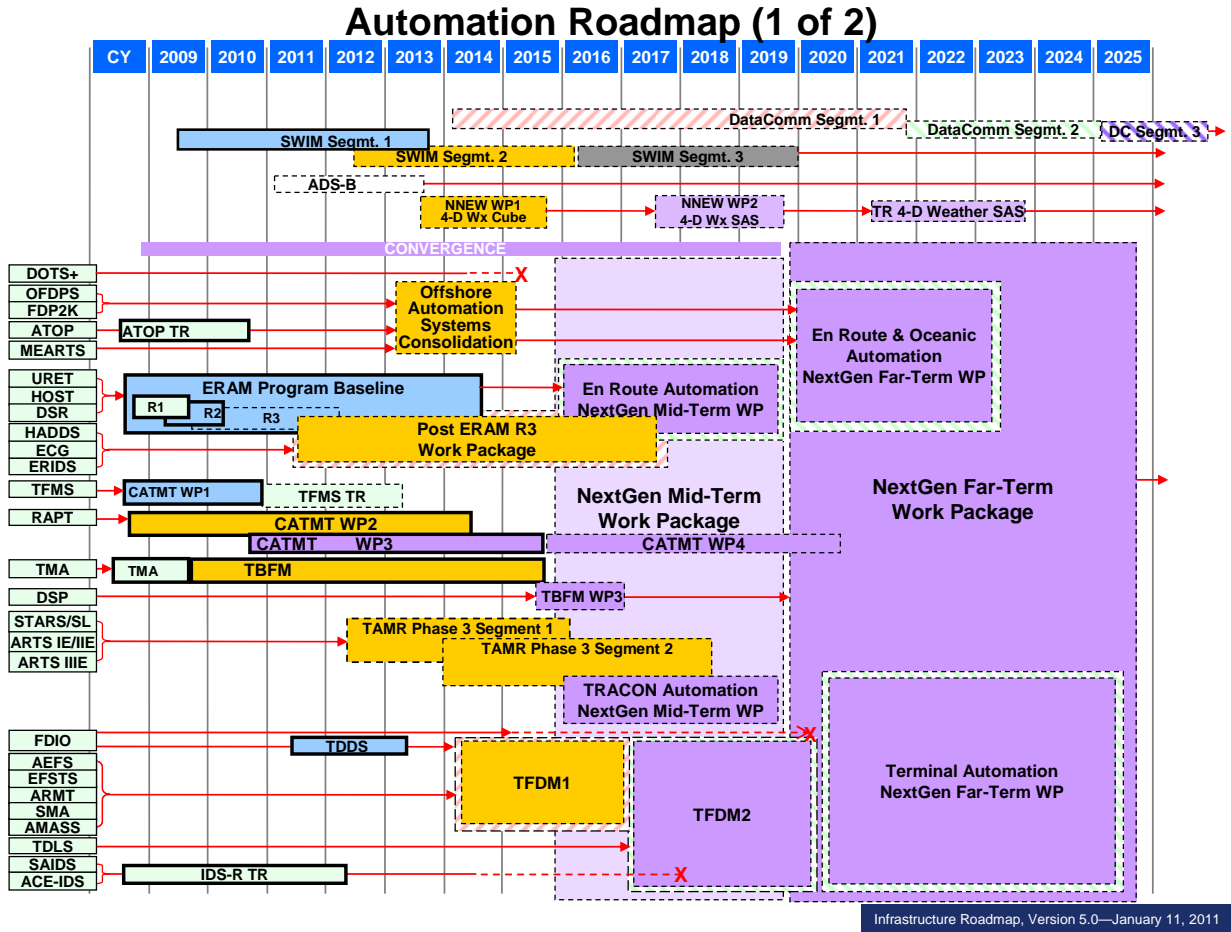 Automation Roadmap (1 of 2)
CY 2009 2010 2011 2012 2013 2014 2015 2016 2017 2018 2019 2020 2021 2022 2023 2024 2025
DataComm Segmt. 1
DataComm Segmt. 2
DC Segmt. 3
SWIM Segmt. 1
SWIM Segmt. 2
SWIM Segmt. 3
ADS-B
NNEW WP1
4-D Wx Cube
NNEW WP2
4-D Wx SAS
TR 4-D Weather SAS
CONVERGENCE
DOTS+
X
OFDPS
FDP2K
ATOP
ATOP TR
MEARTS
Offshore
Automation
Systems
Consolidation
En Route & Oceanic
Automation
NextGen Far-Term WP
URET
HOST
DSR
HADDS
ECG
ERIDS
ERAM Program Baseline
R1
R2
R3
En Route Automation
NextGen Mid-Term WP
Post ERAM R3
Work Package
TFMS
CATMT WP1
TFMS TR
NextGen Mid-Term
Work Package
NextGen Far-Term
Work Package
RAPT
CATMT WP2
CATMT WP3
CATMT WP4
TMA
TMA
TBFM
DSP
TBFM WP3
STARS/SL
ARTS IE/IIE
ARTS IIIE
TAMR Phase 3 Segment 1
TAMR Phase 3 Segment 2
TRACON Automation
NextGen Mid-Term WP
FDIO
X
TDDS
AEFS
EFSTS
ARMT
SMA
AMASS
TFDM1
TFDM2
Terminal Automation
NextGen Far-Term WP
TDLS
SAIDS
ACE-IDS
IDS-R TR
X
Infrastructure Roadmap, Version 5.0—January 11, 2011